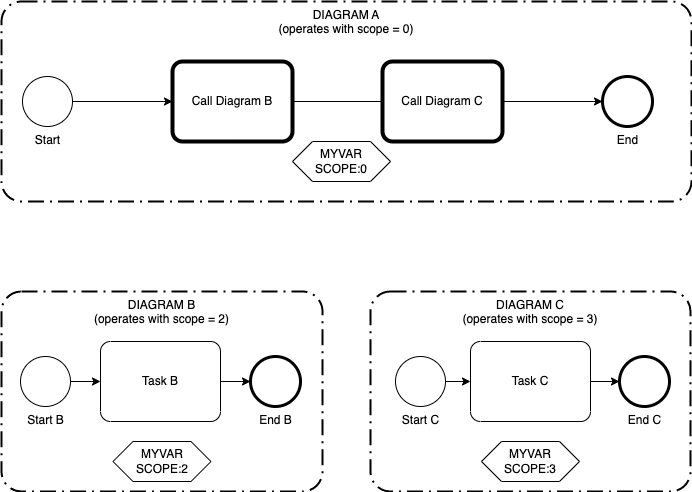 DIAGRAM A
(operates with scope = 0)
Call Diagram B
Call Diagram C
Start
End
MYVAR
SCOPE:0
DIAGRAM B
(operates with scope = 2)
Task B
Start B
End B
MYVAR
SCOPE:2
DIAGRAM C
(operates with scope = 3)
Task C
Start C
End C
MYVAR
SCOPE:3